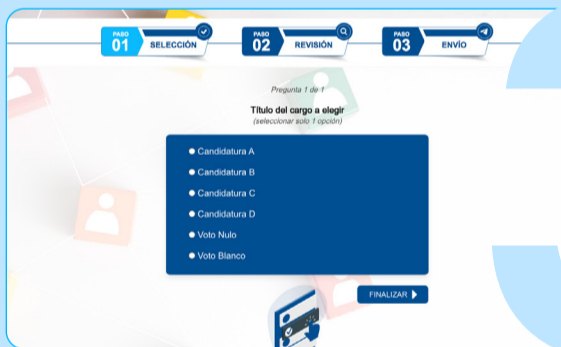 PASO
01
SELECCIÓN
PASO
02
REVISIÓN
PASO
03
ENVÍO
Pregunta 1 de 1
Título del cargo a elegir
(seleccionar solo 1 opción)
Candidatura A
Candidatura B
Candidatura C
Candidatura D
Voto Nulo
Voto Blanco
FINALIZAR